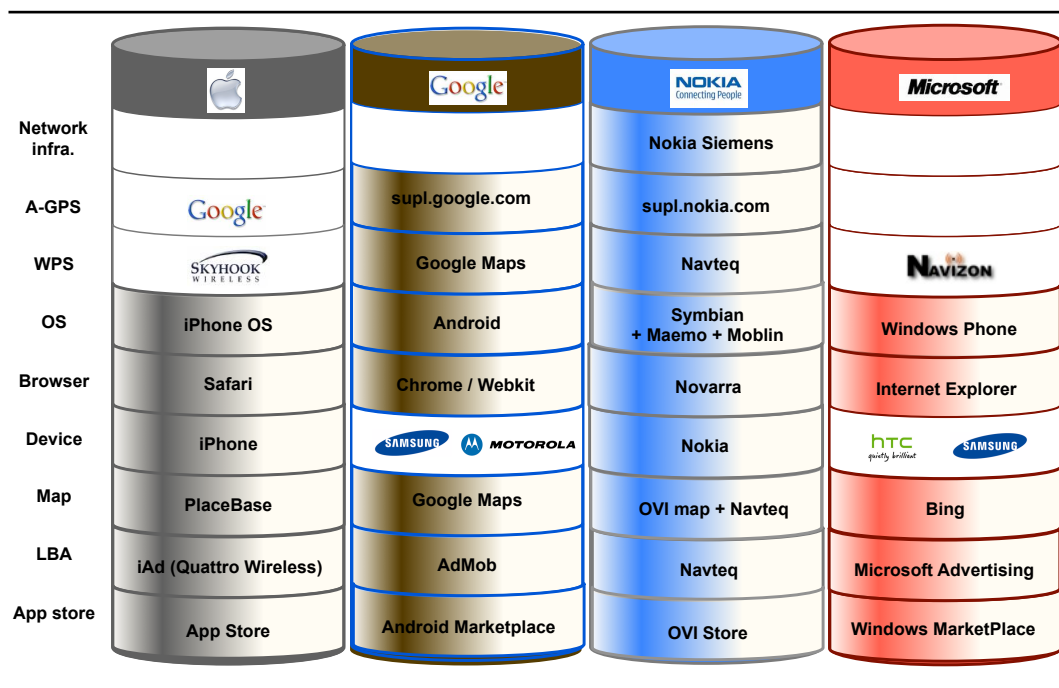 Google
NOKIA
Connecting People
Microsoft
Network
infra.
Nokia Siemens
A-GPS
Google
supl.google.com
supl.nokia.com
WPS
SKYHOOK
WIRELESS
Google Maps
Navteq
NAVIZON
OS
iPhone OS
Android
Symbian
+ Maemo + Moblin
Windows Phone
Browser
Safari
Chrome / Webkit
Novarra
Internet Explorer
Device
iPhone
SAMSUNG
MOTOROLA
Nokia
hTC
quietly brilliant
SAMSUNG
Map
PlaceBase
Google Maps
OVI map + Navteq
Bing
LBA
iAd (Quattro Wireless)
AdMob
Navteq
Microsoft Advertising
App store
App Store
Android Marketplace
OVI Store
Windows MarketPlace